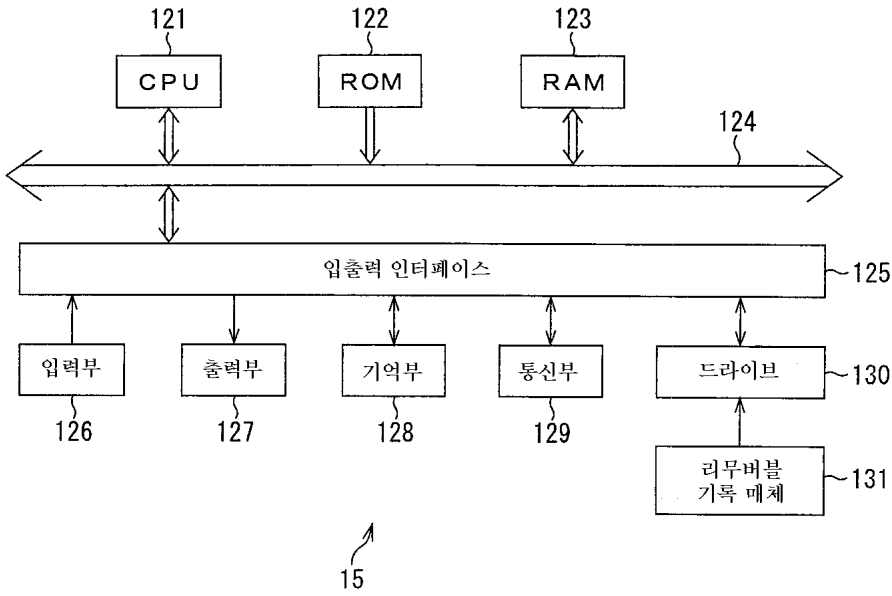 121
122
123
CPU
ROM
RAM
124
입출력 인터페이스
125
입력부
출력부
기억부
통신부
드라이브
130
126
127
128
129
리무버블
기록 매체
131
15